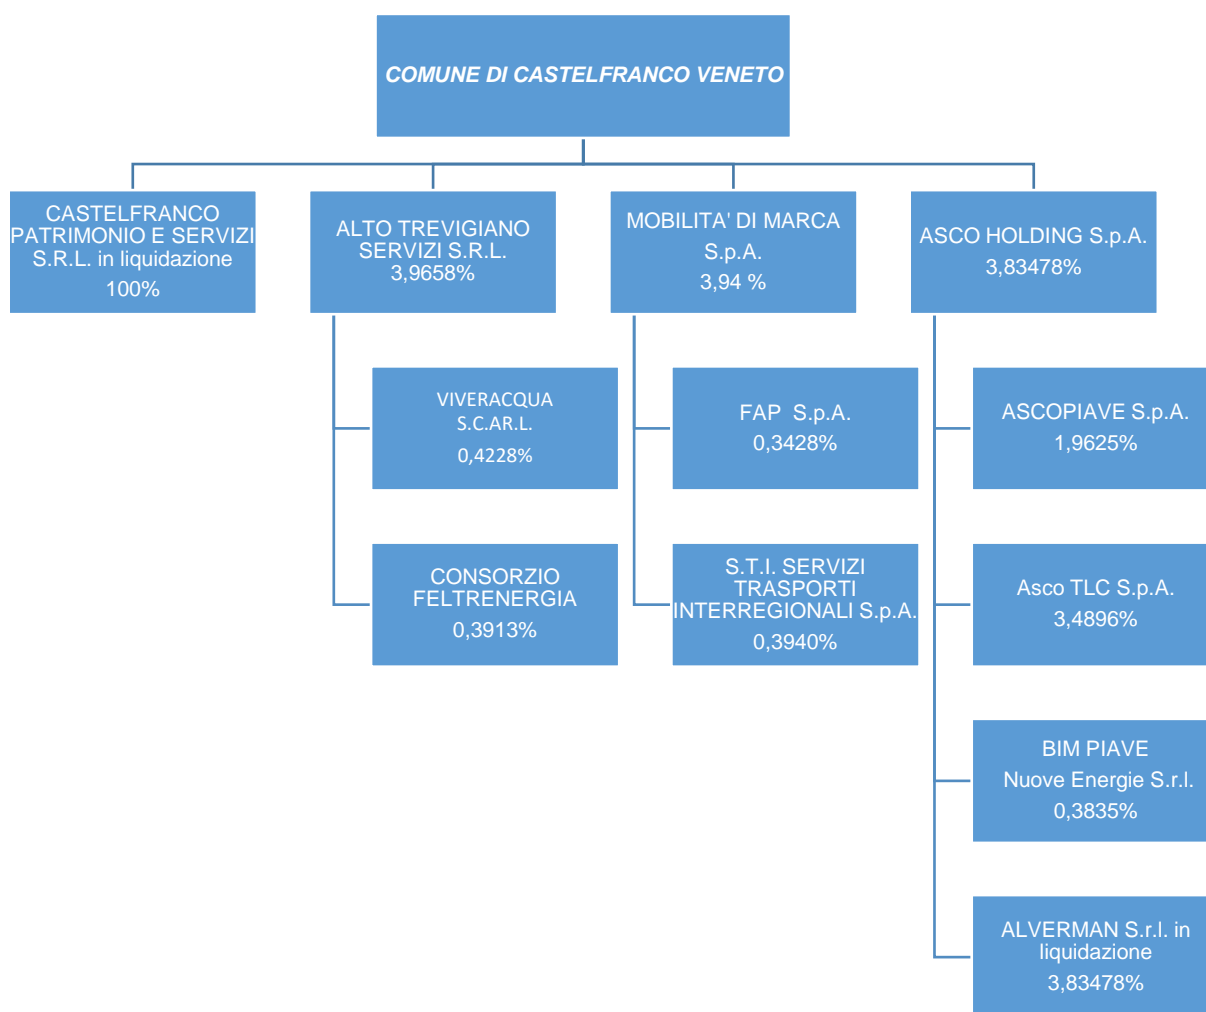 COMUNE DI CASTELFRANCO VENETO
CASTELFRANCO
PATRIMONIO E SERVIZI
S.R.L. in liquidazione
100%
ALTO TREVIGIANO
SERVIZI S.R.L.
3,9658%
MOBILITA' DI MARCA
S.p.A.
3,94 %
ASCO HOLDING S.p.A.
3,83478%
VIVERACQUA
S.C.AR.L.
0,4228%
FAP S.p.A.
0,3428%
ASCOPIAVE S.p.A.
1,9625%
CONSORZIO
FELTRENERGIA
0,3913%
S.T.I. SERVIZI
TRASPORTI
INTERREGIONALI S.p.A.
0,3940%
Asco TLC S.p.A.
3,4896%
BIM PIAVE
Nuove Energie S.r.l.
0,3835%
ALVERMAN S.r.l. in
liquidazione
3,83478%